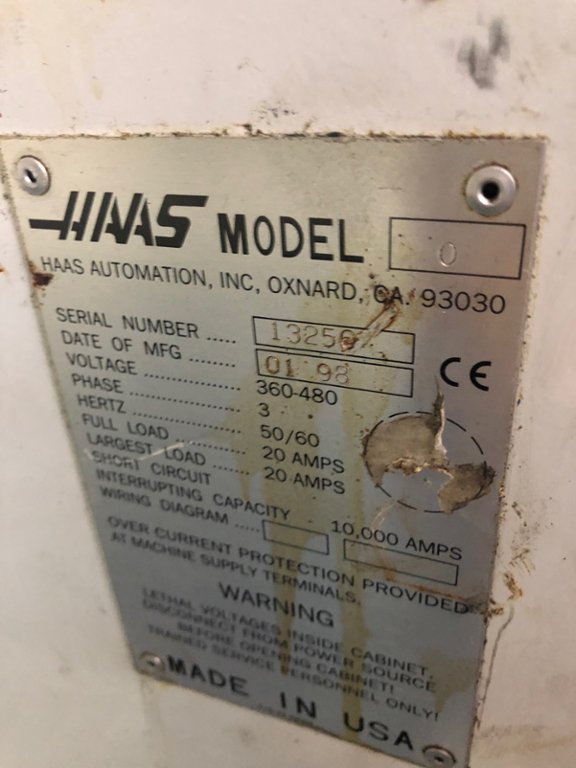 HAAS MODEL 0
HAAS AUTOMATION, INC, OXNARD, CA. 93030
SERIAL NUMBER .....
DATE OF MFG ........ 01 98
VOLTAGE ............... 360-480
PHASE .................... 3
HERTZ .................... 50/60
FULL LOAD ............. 20 AMPS
LARGEST LOAD ...... 20 AMPS
SHORT CIRCUIT
INTERRUPTING CAPACITY - 10,000 AMPS
WIRING DIAGRAM .....
CE
OVER CURRENT PROTECTION PROVIDED
AT MACHINE SUPPLY TERMINALS.
WARNING
LETHAL VOLTAGES INSIDE CABINET,
DISCONNECT FROM POWER SOURCE
BEFORE OPENING CABINET!
TRAINED SERVICE PERSONNEL ONLY!
MADE IN USA